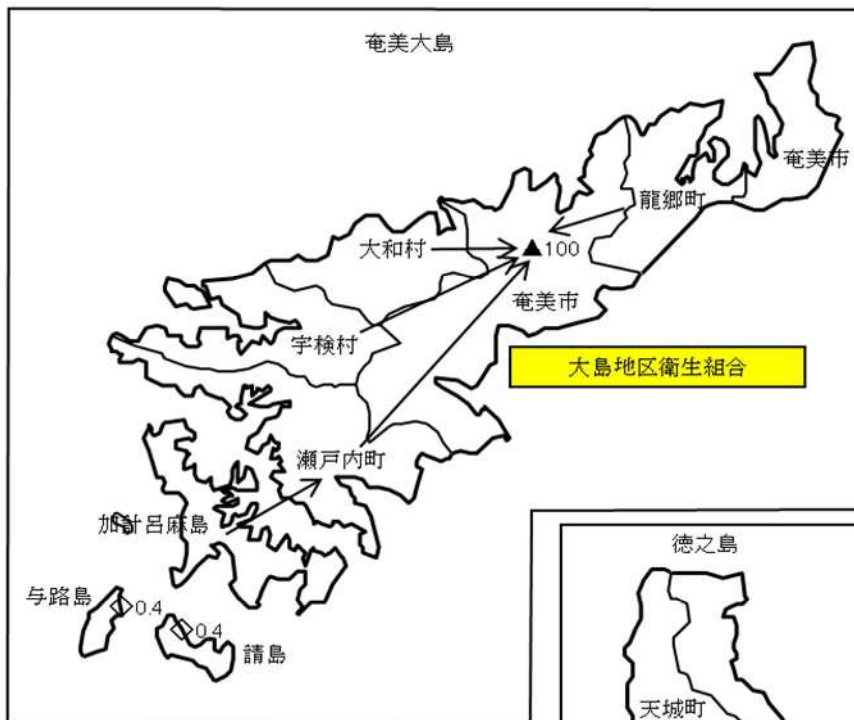 奄美大島
奄美市
龍郷町
大和村
▲100
奄美市
宇検村
大島地区衛生組合
瀬戸内町
加計呂麻島
徳之島
与路島
◇0.4
◇0.4
請島
天城町